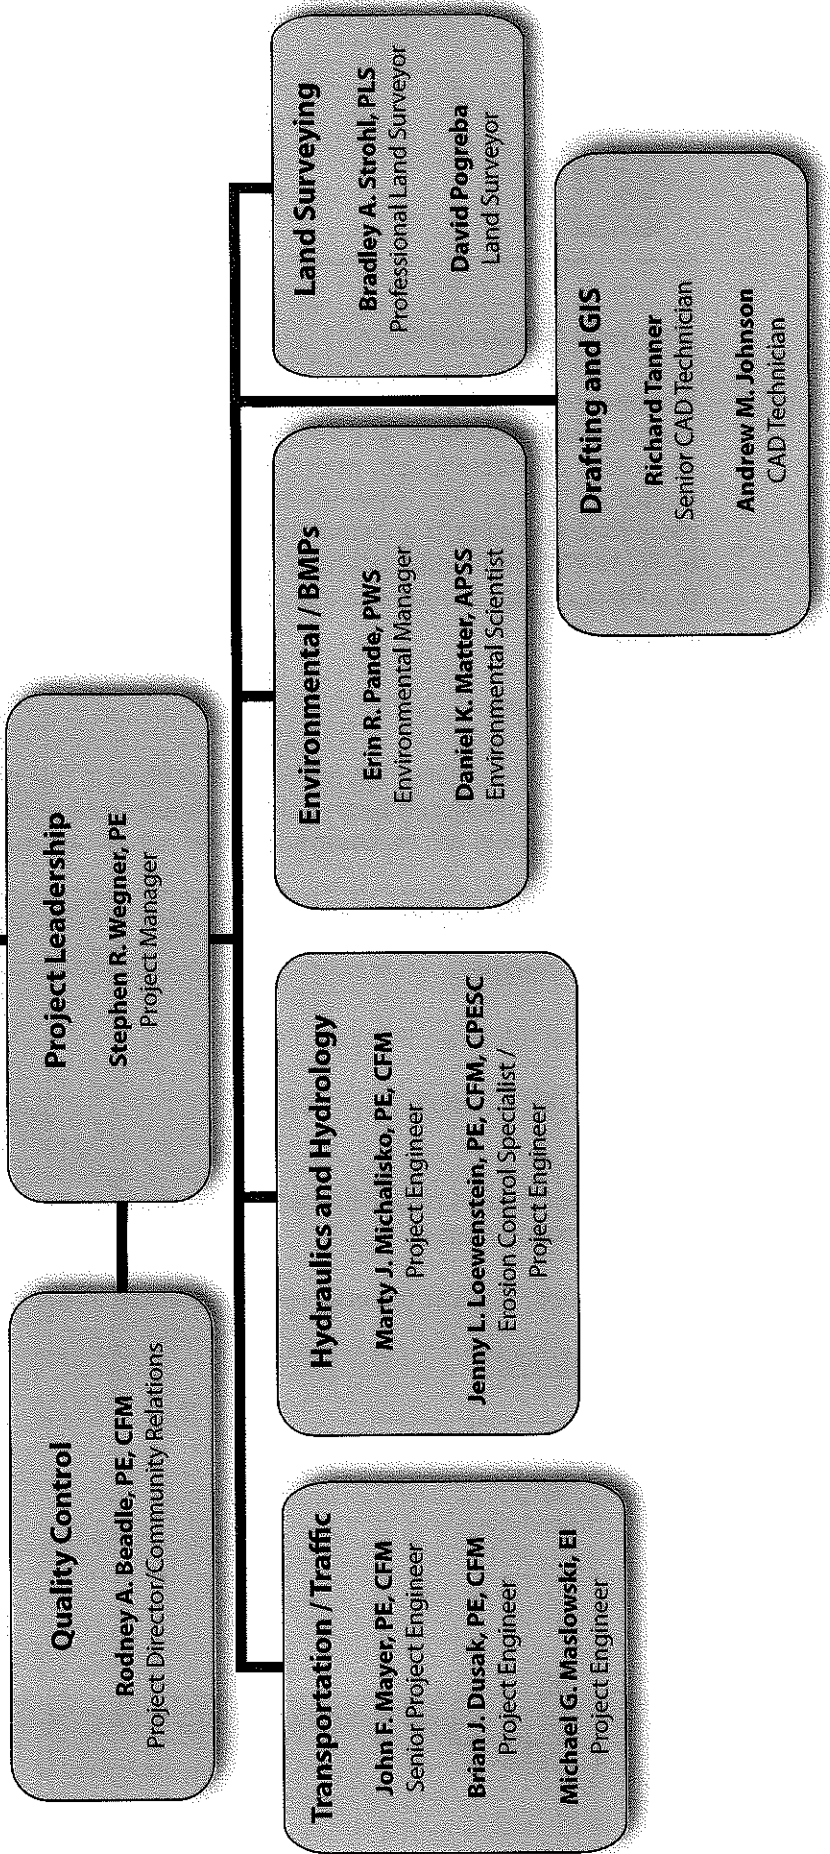 Quality Control
Rodney A. Beadle, PE, CFM
Project Director/Community Relations
Project Leadership
Stephen R. Wegner, PE
Project Manager
Transportation / Traffic
John F. Mayer, PE, CFM
Senior Project Engineer
Brian J. Dusak, PE, CFM
Project Engineer
Michael G. Maslowski, EI
Project Engineer
Hydraulics and Hydrology
Marty J. Michalisko, PE, CFM
Project Engineer
Jenny L. Loewenstein, PE, CFM, CPESC
Erosion Control Specialist /
Project Engineer
Environmental / BMPs
Erin R. Pande, PWS
Environmental Manager
Daniel K. Matter, APSS
Environmental Scientist
Land Surveying
Bradley A. Strohl, PLS
Professional Land Surveyor
David Pogreba
Land Surveyor
Drafting and GIS
Richard Tanner
Senior CAD Technician
Andrew M. Johnson
CAD Technician